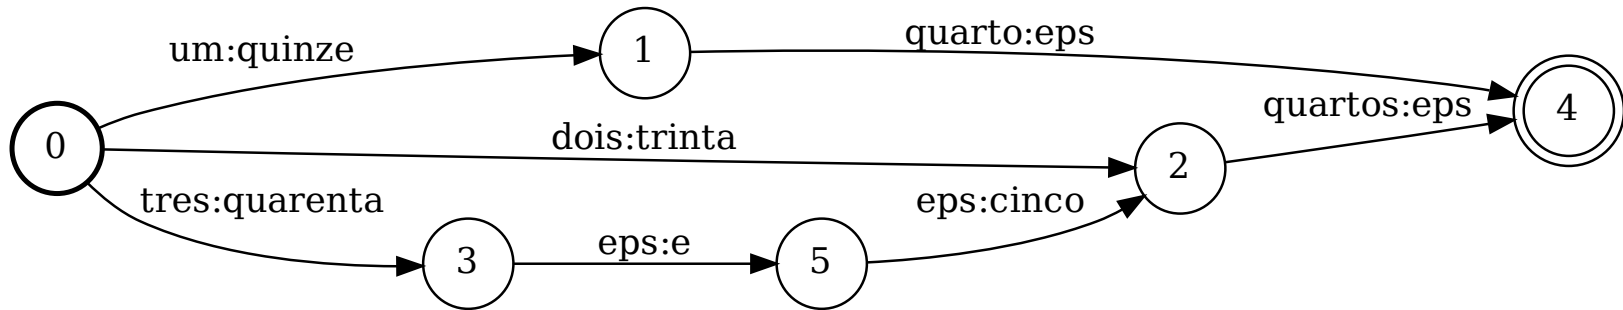 um:quinze
1
quarto:eps
0
dois:trinta
2
quartos:eps
4
tres:quarenta
3
eps:e
5
eps:cinco